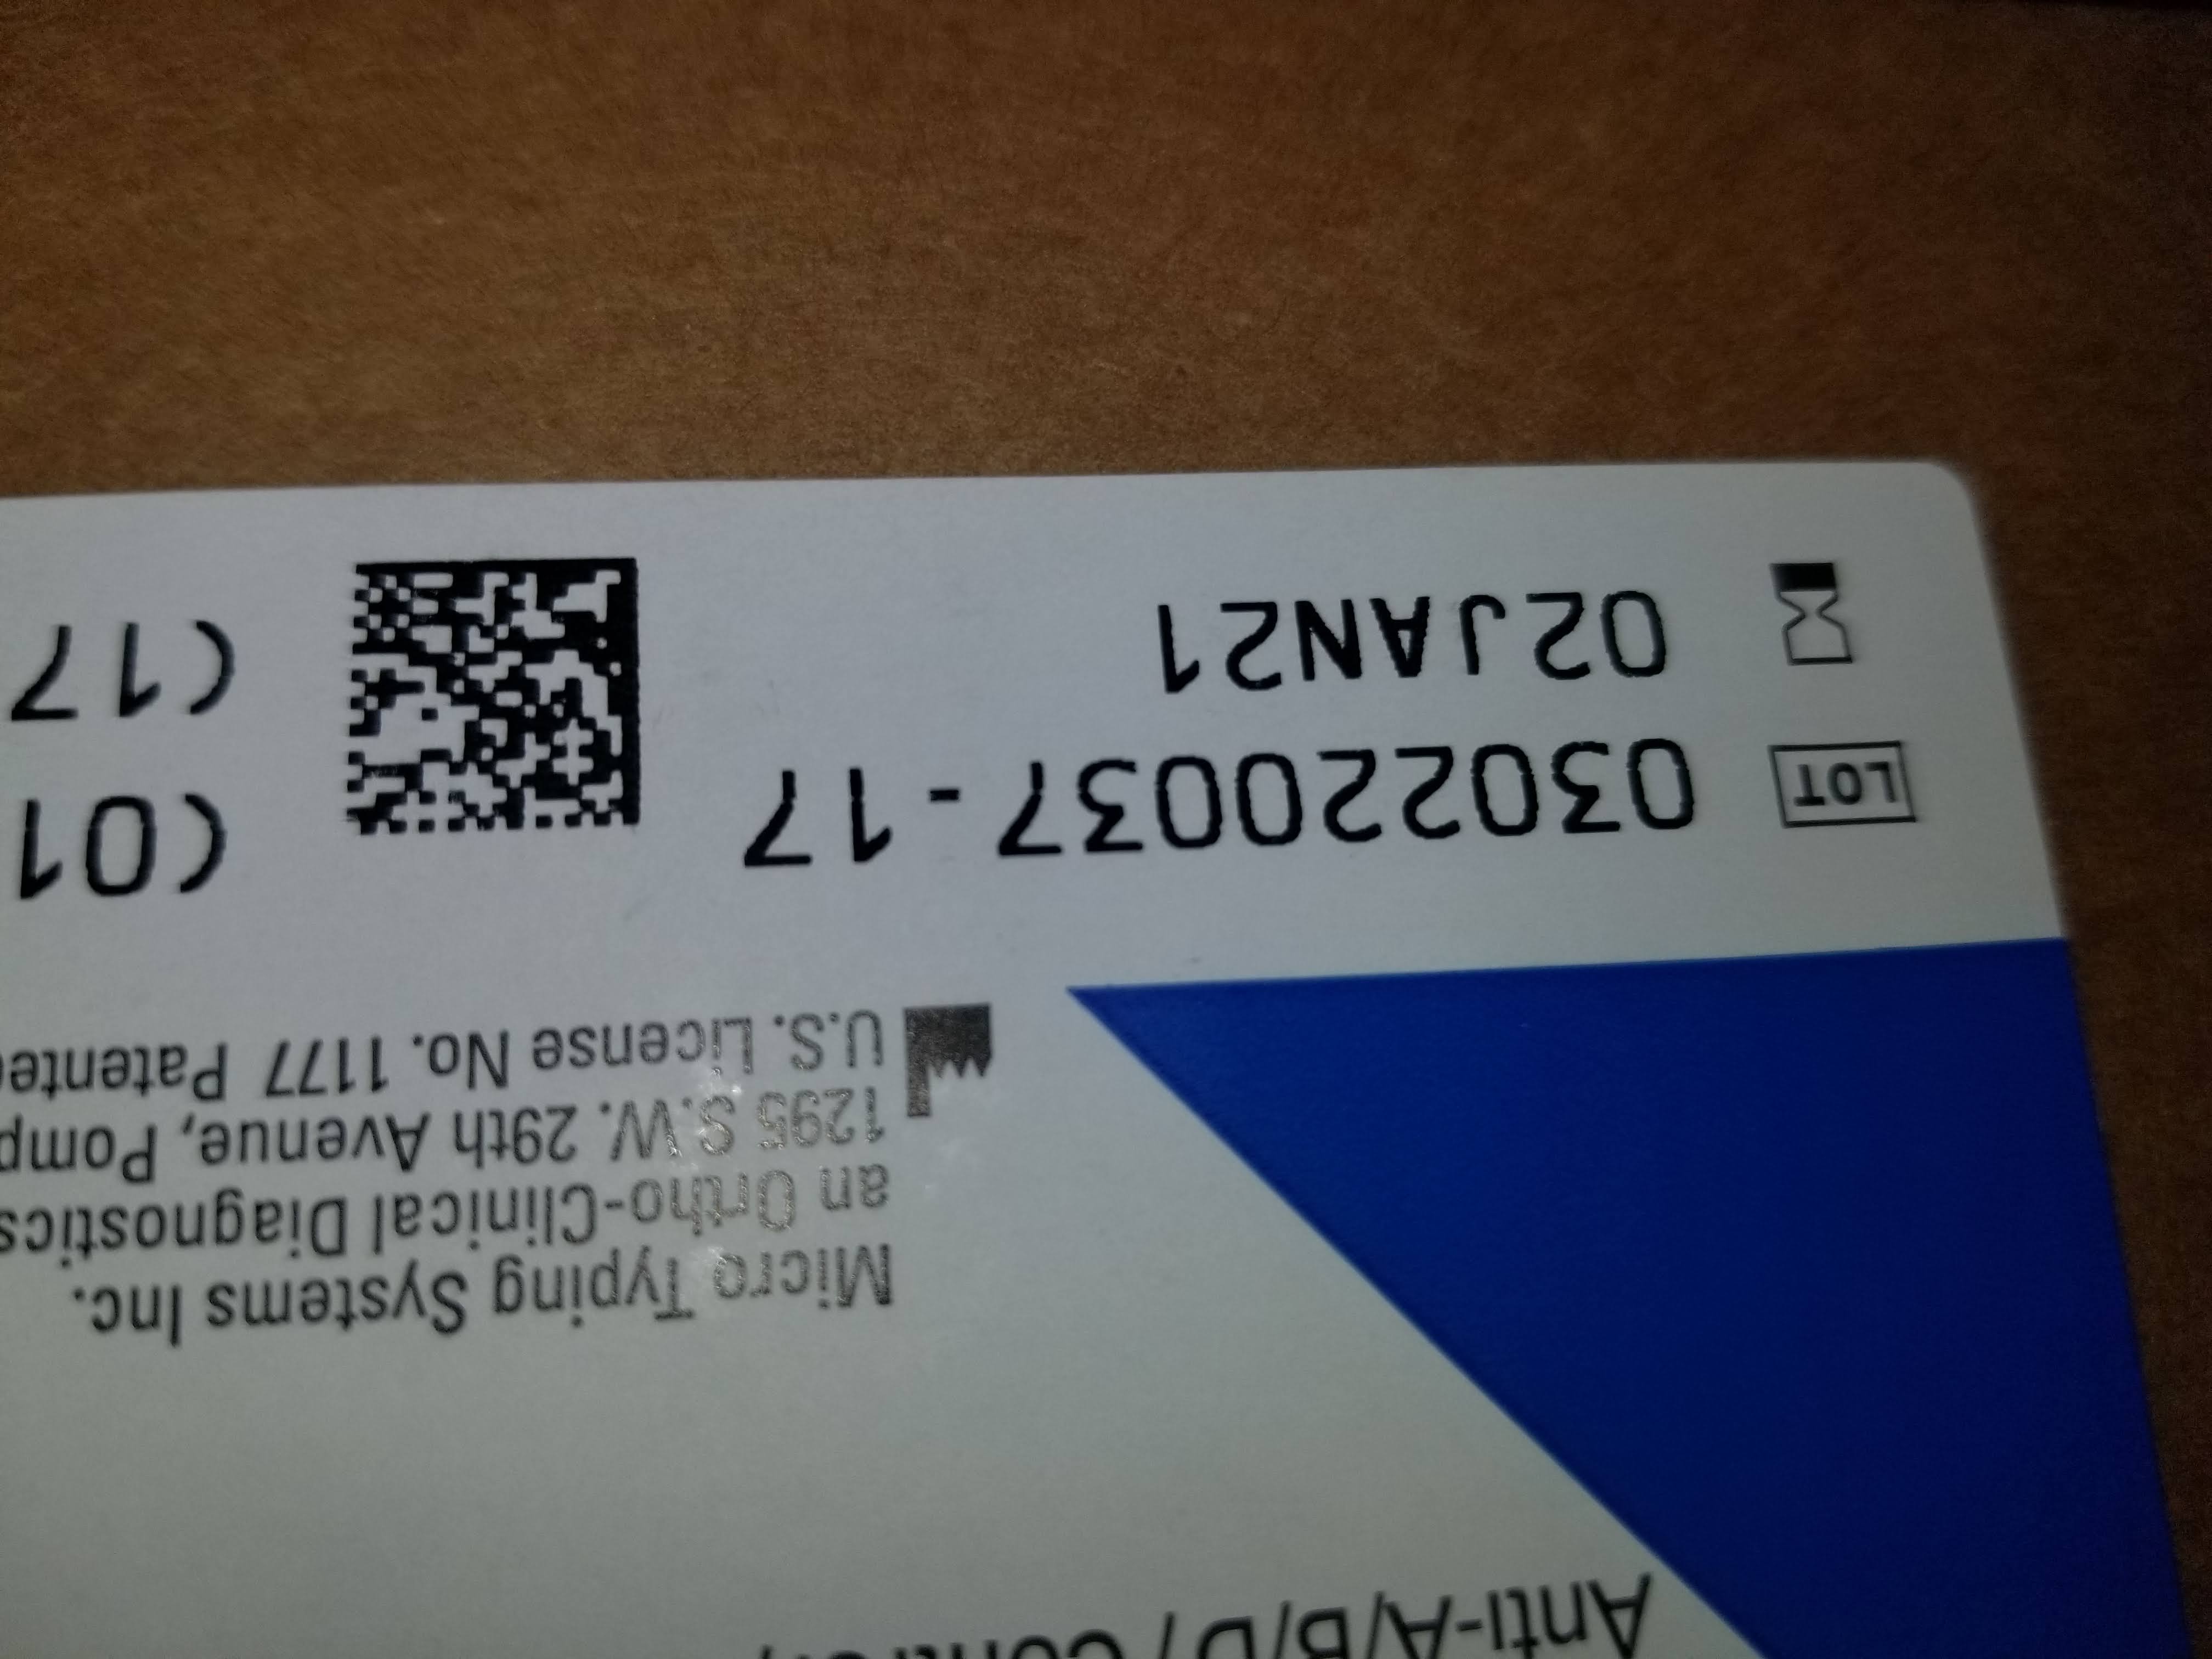 Anti-A/B/D/
Micro Typing Systems Inc.
an Ortho-Clinical Diagnostics
1295 S.W. 29th Avenue, Pomp
U.S. License No. 1177 Patente
LOT 03022037-17 (01
02JAN21 (17